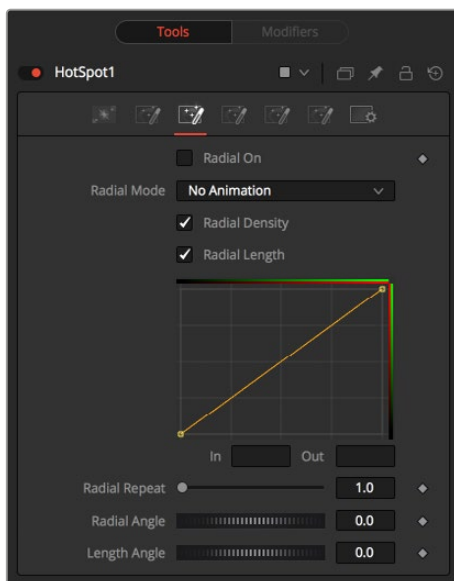 Tools Modifiers
HotSpot1
Radial On
Radial Mode No Animation
Radial Density
Radial Length
In Out
Radial Repeat 1.0
Radial Angle 0.0
Length Angle 0.0